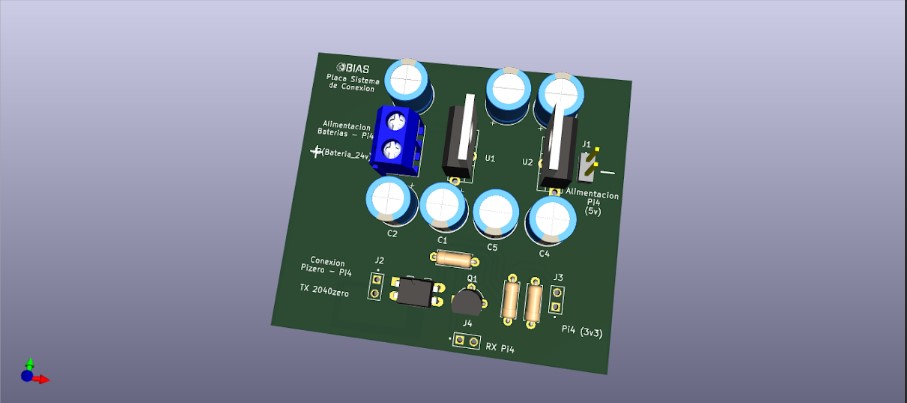 BIAS
Placa Sistema
de Conexion
Alimentacion
Baterias - Pi4
+
(Bateria_24v)
U1
U2
J1
Alimentacion
Pi4
(5v)
C2
C1
C5
C4
Conexion
Pizero - Pi4
TX 2040zero
J2
Q1
J3
J4
Pi4 (3v3)
RX Pi4